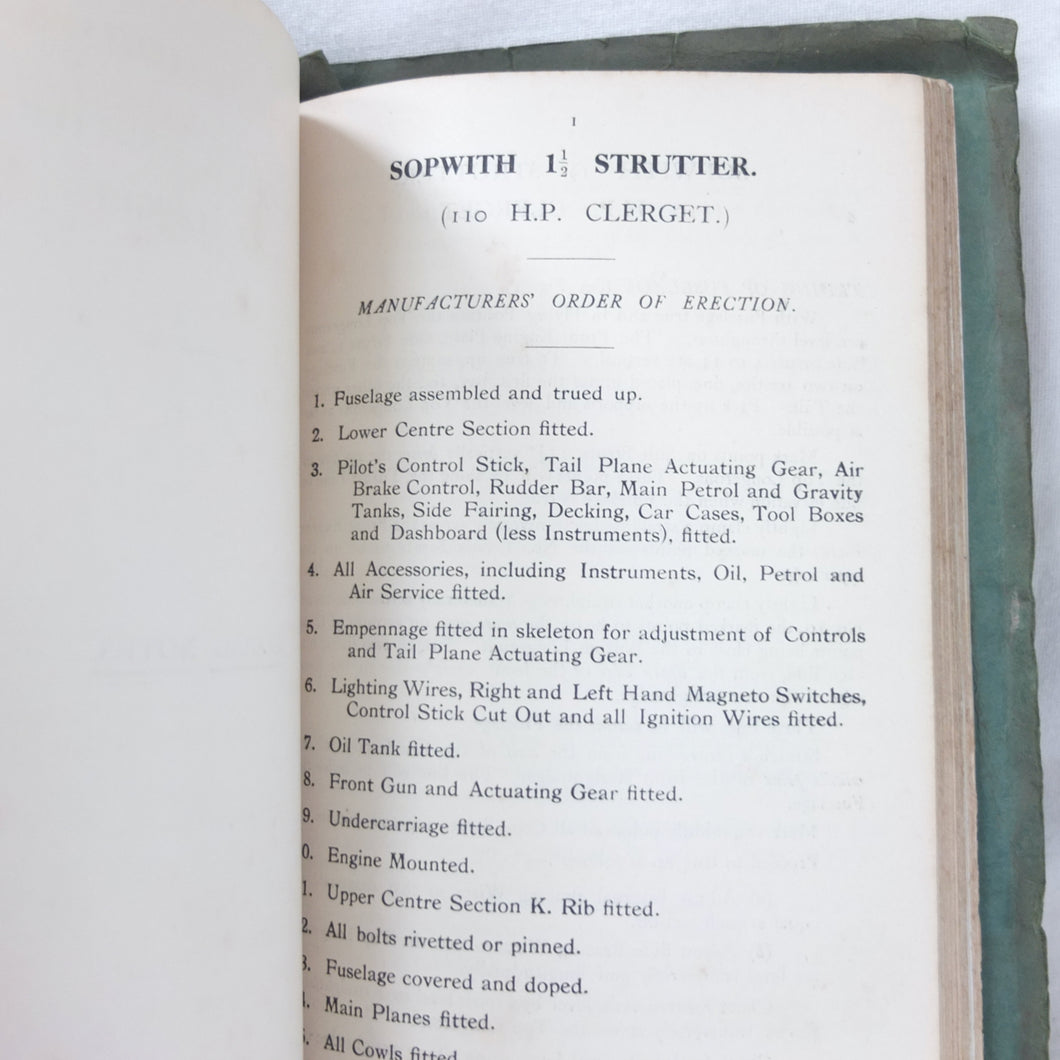 I
SOPWITH 1½ STRUTTER.
(110 H.P. CLERGET.)
MANUFACTURERS' ORDER OF ERECTION.
1. Fuselage assembled and trued up.
2. Lower Centre Section fitted.
3. Pilot's Control Stick, Tail Plane Actuating Gear, Air
Brake Control, Rudder Bar, Main Petrol and Gravity
Tanks, Side Fairing, Decking, Car Cases, Tool Boxes
and Dashboard (less Instruments), fitted.
4. All Accessories, including Instruments, Oil, Petrol and
Air Service fitted.
5. Empennage fitted in skeleton for adjustment of Controls
and Tail Plane Actuating Gear.
6. Lighting Wires, Right and Left Hand Magneto Switches,
Control Stick Cut Out and all Ignition Wires fitted.
7. Oil Tank fitted.
8. Front Gun and Actuating Gear fitted.
9. Undercarriage fitted.
0. Engine Mounted.
1. Upper Centre Section K. Rib fitted.
2. All bolts rivetted or pinned.
3. Fuselage covered and doped.
. Main Planes fitted.
5. All Cowls fitted